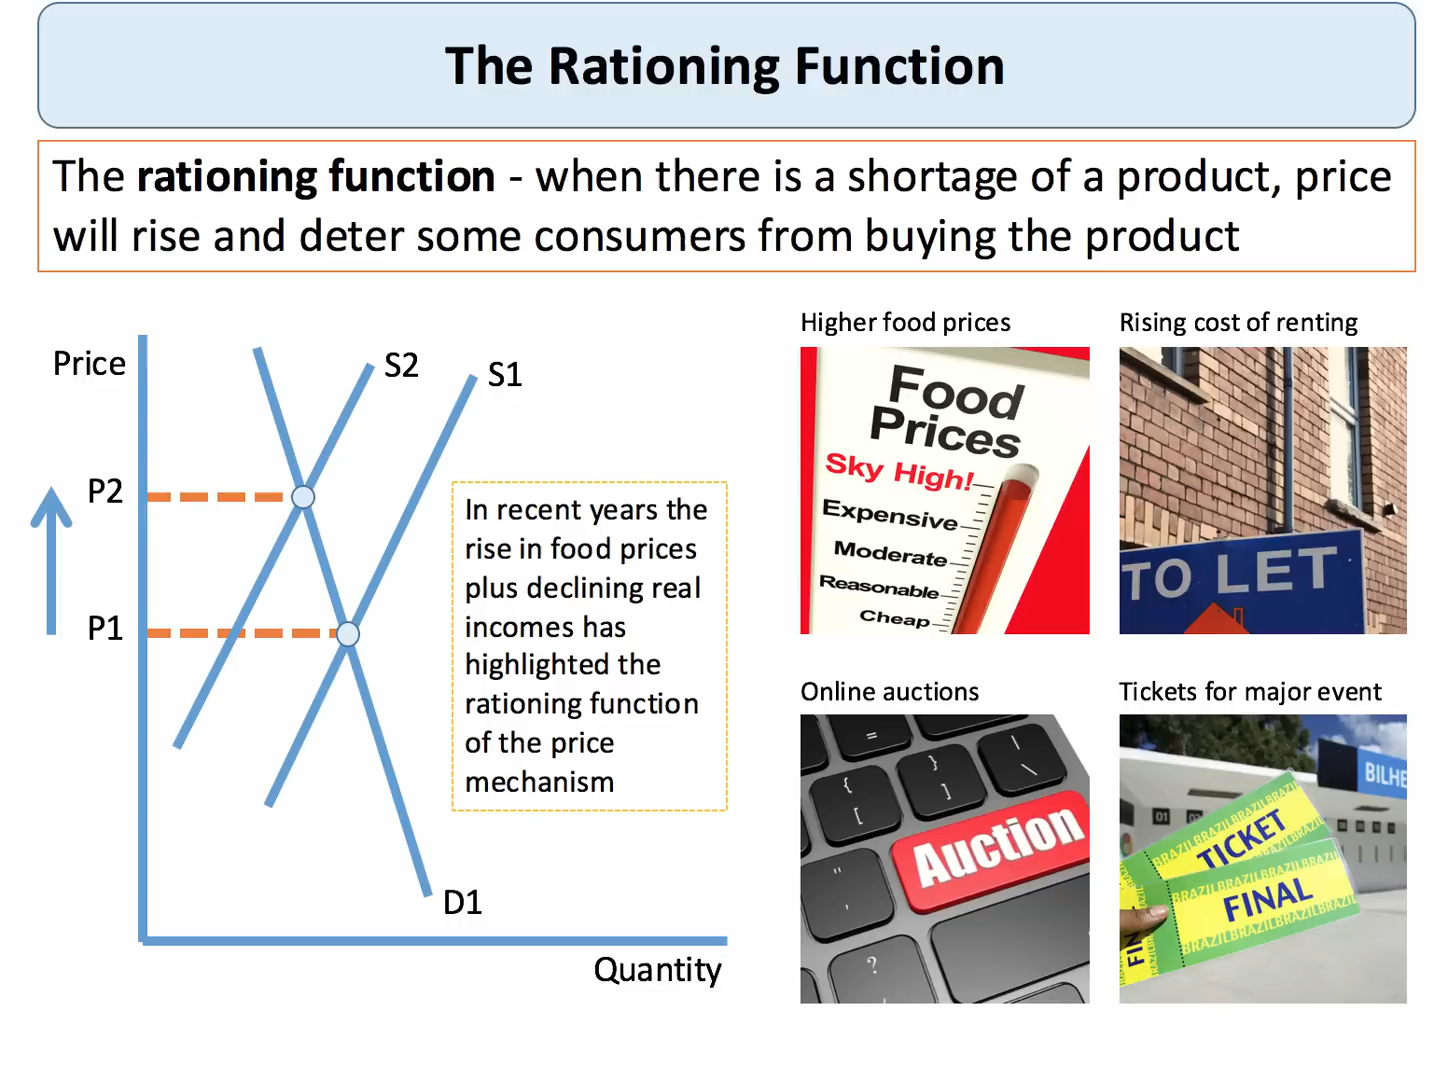 The Rationing Function
The rationing function - when there is a shortage of a product, price
will rise and deter some consumers from buying the product
Price
S2
S1
P2
P1
D1
Quantity
In recent years the
rise in food prices
plus declining real
incomes has
highlighted the
rationing function
of the price
mechanism
Higher food prices
Food
Prices
Sky High!
Expensive
Moderate
Reasonable
Cheap
Rising cost of renting
TO LET
Online auctions
=
{
[
}
]
|
\
"
'
?
/
Auction
Tickets for major event
BILHE
01
TICKET
BRAZILBRAZILBRAZIL
FINAL
BRAZILBRAZILBRAZIL